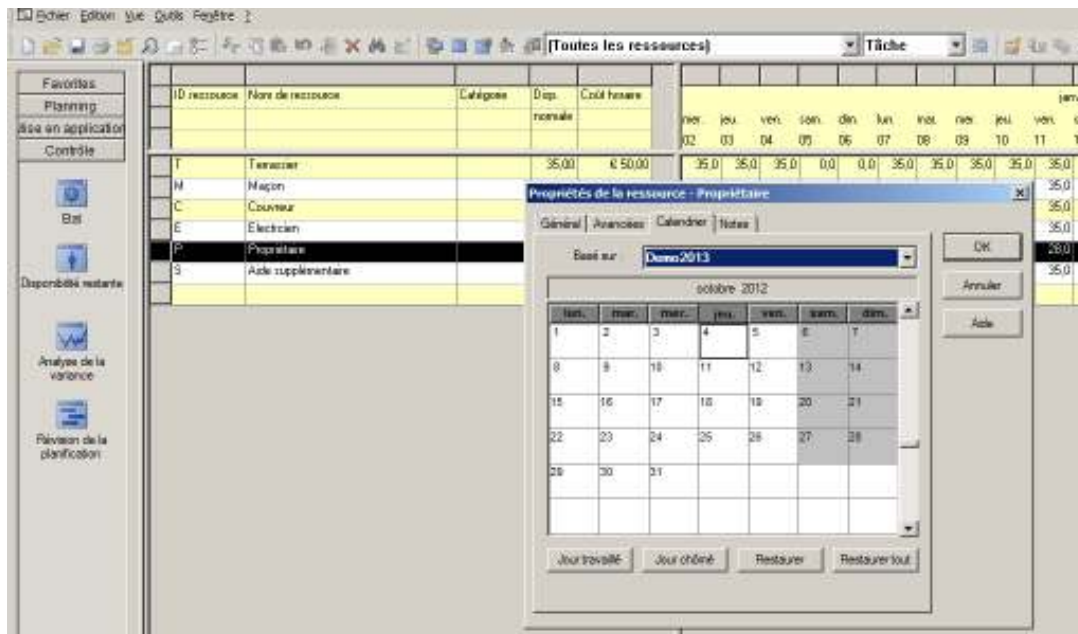 Fichier Edition Vue Outils Fenêtre ?
(Toutes les ressources) Tâche
Favorites
Planning
Mise en application
Contrôle
Etat
Disponibilité restante
Analyse de la
variance
Révision de la
planification
ID ressource Nom de ressource Catégorie Disp. Coût horaire
normale
mer. jeu. ven. sam. dim. lun. mar. mer. jeu. ven.
02 03 04 05 06 07 08 09 10 11
T Terrassier 35,00 € 50,00 35,0 35,0 35,0 0,0 0,0 35,0 35,0 35,0 35,0 35,0
M Maçon 35,0
C Couvreur 35,0
E Electricien 35,0
P Propriétaire 28,0
S Aide supplémentaire 35,0
Propriétés de la ressource - Propriétaire
Général Avancées Calendrier Notes
Basé sur Demo2013
octobre 2012
lun. mar. mer. jeu. ven. sam. dim.
1 2 3 4 5 6 7
8 9 10 11 12 13 14
15 16 17 18 19 20 21
22 23 24 25 26 27 28
29 30 31
Jour travaillé Jour chômé Restaurer Restaurer tout
OK
Annuler
Aide